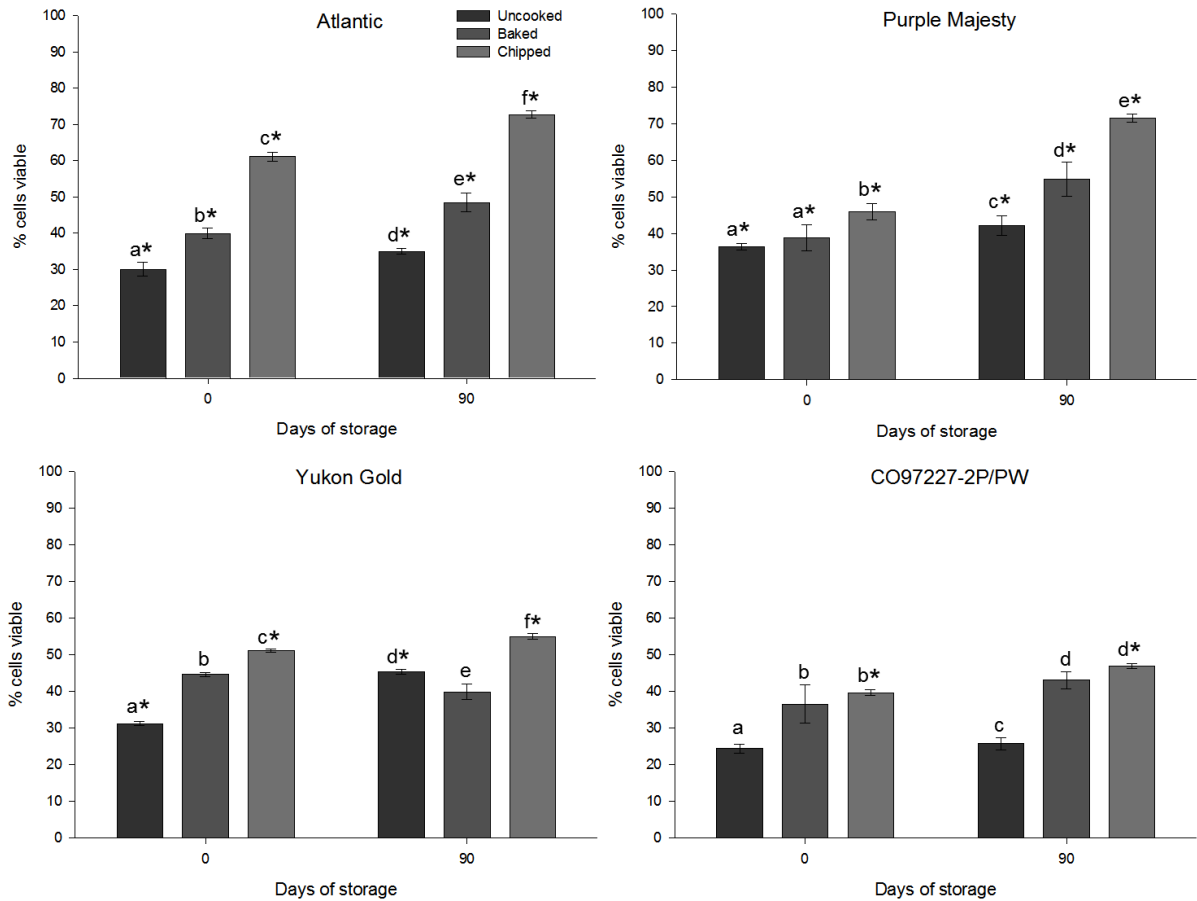 Atlantic
Uncooked
Baked
Chipped
% cells viable
100
90
80
70
60
50
40
30
20
10
0
a*
b*
c*
d*
e*
f*
0
90
Days of storage
Purple Majesty
% cells viable
100
90
80
70
60
50
40
30
20
10
0
a*
a*
b*
c*
d*
e*
0
90
Days of storage
Yukon Gold
% cells viable
100
90
80
70
60
50
40
30
20
10
0
a*
b
c*
d*
e
f*
0
90
Days of storage
CO97227-2P/PW
% cells viable
100
90
80
70
60
50
40
30
20
10
0
a
b
b*
c
d
d*
0
90
Days of storage